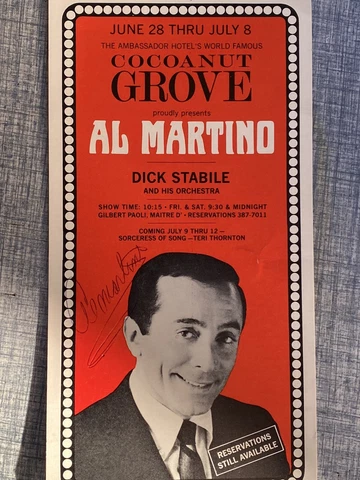 JUNE 28 THRU JULY 8
THE AMBASSADOR HOTEL'S WORLD FAMOUS
COCOANUT
GROVE
proudly presents
AL MARTINO
DICK STABILE
AND HIS ORCHESTRA
SHOW TIME: 10:15 - FRI. & SAT. 9:30 & MIDNIGHT
GILBERT PAOLI, MAITRE D' - RESERVATIONS 387-7011
COMING JULY 9 THRU 12 —
SORCERESS OF SONG —TERI THORNTON
RESERVATIONS
STILL AVAILABLE